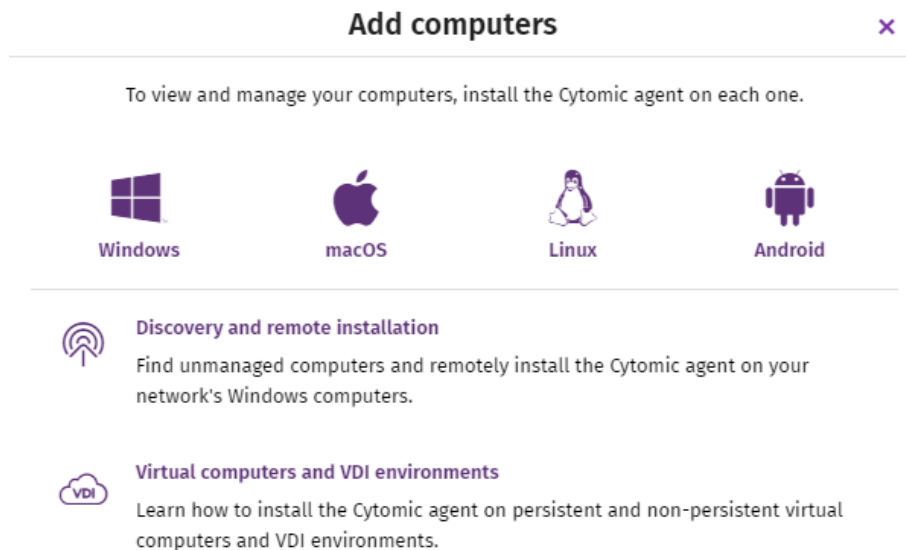 Add computers
To view and manage your computers, install the Cytomic agent on each one.
Windows
macOS
Linux
Android
Discovery and remote installation
Find unmanaged computers and remotely install the Cytomic agent on your
network's Windows computers.
VDI
Virtual computers and VDI environments
Learn how to install the Cytomic agent on persistent and non-persistent virtual
computers and VDI environments.